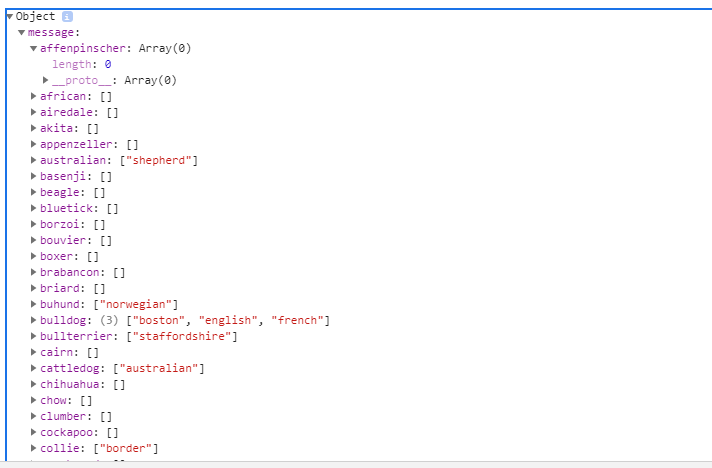 Object i
message:
affenpinscher: Array(0)
length: 0
__proto__: Array(0)
african: []
airedale: []
akita: []
appenzeller: []
australian: ["shepherd"]
basenji: []
beagle: []
bluetick: []
borzoi: []
bouvier: []
boxer: []
brabancon: []
briard: []
buhund: ["norwegian"]
bulldog: (3) ["boston", "english", "french"]
bullterrier: ["staffordshire"]
cairn: []
cattledog: ["australian"]
chihuahua: []
chow: []
clumber: []
cockapoo: []
collie: ["border"]